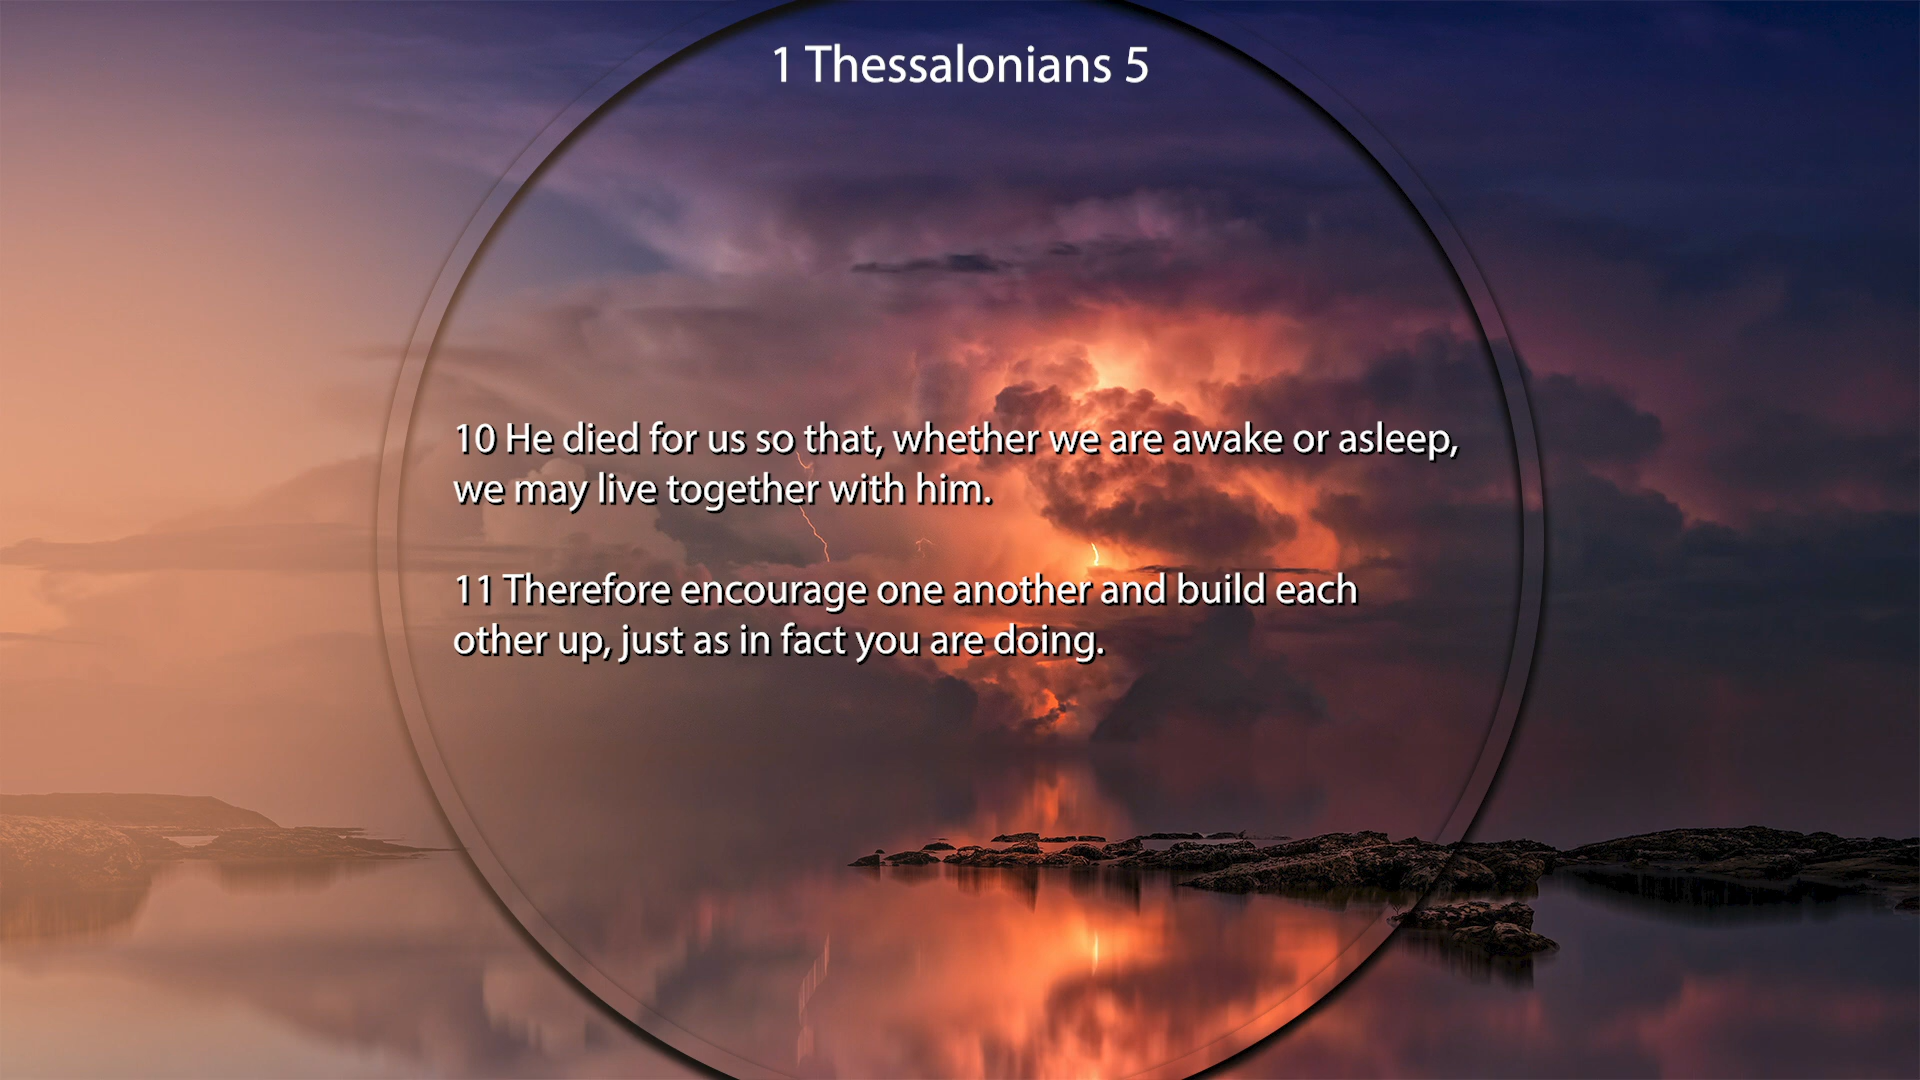 1 Thessalonians 5
10 He died for us so that, whether we are awake or asleep,
we may live together with him.
11 Therefore encourage one another and build each
other up, just as in fact you are doing.